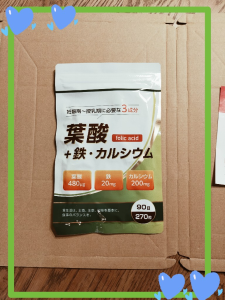 妊娠期~授乳期に必要な3成分
葉酸
folic acid
+鉄・カルシウム
葉酸 鉄 カルシウム
480μg 20mg 200mg
90日
270粒